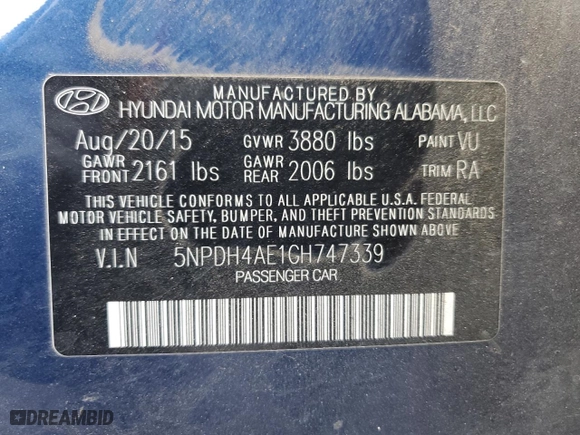 MANUFACTURED BY
HYUNDAI MOTOR MANUFACTURING ALABAMA, LLC
Aug/20/15 GVWR 3880 lbs PAINT VU
GAWR FRONT 2161 lbs GAWR REAR 2006 lbs TRIM RA
THIS VEHICLE CONFORMS TO ALL APPLICABLE U.S.A. FEDERAL
MOTOR VEHICLE SAFETY, BUMPER, AND THEFT PREVENTION STANDARDS
IN EFFECT ON THE DATE OF MANUFACTURE SHOWN ABOVE.
V.I.N 5NPDH4AE1GH747339
PASSENGER CAR
DREAMBID